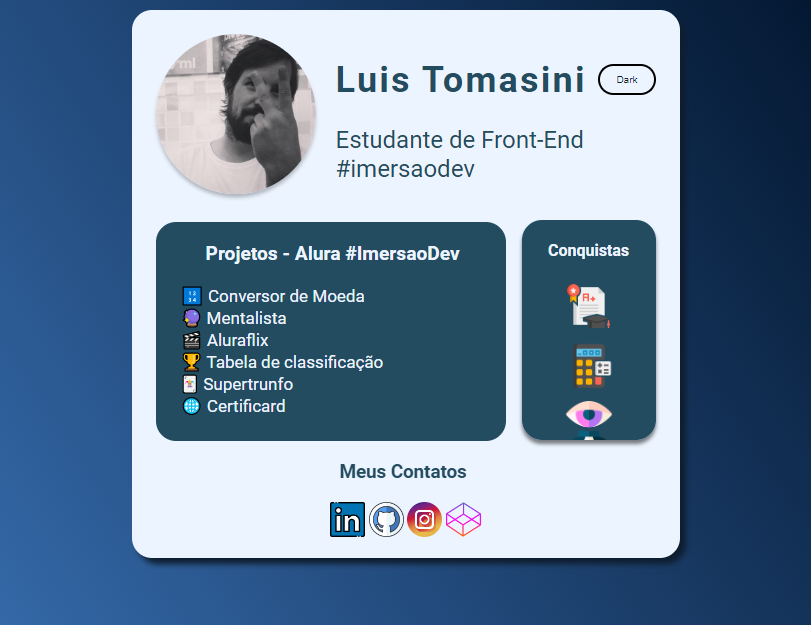 Luis Tomasini
Dark
Estudante de Front-End
#imersaodev
Projetos - Alura #ImersaoDev
🔢 Conversor de Moeda
🔮 Mentalista
🎬 Aluraflix
🏆 Tabela de classificação
🃏 Supertrunfo
🌐 Certificard
Conquistas
A+
Meus Contatos
in